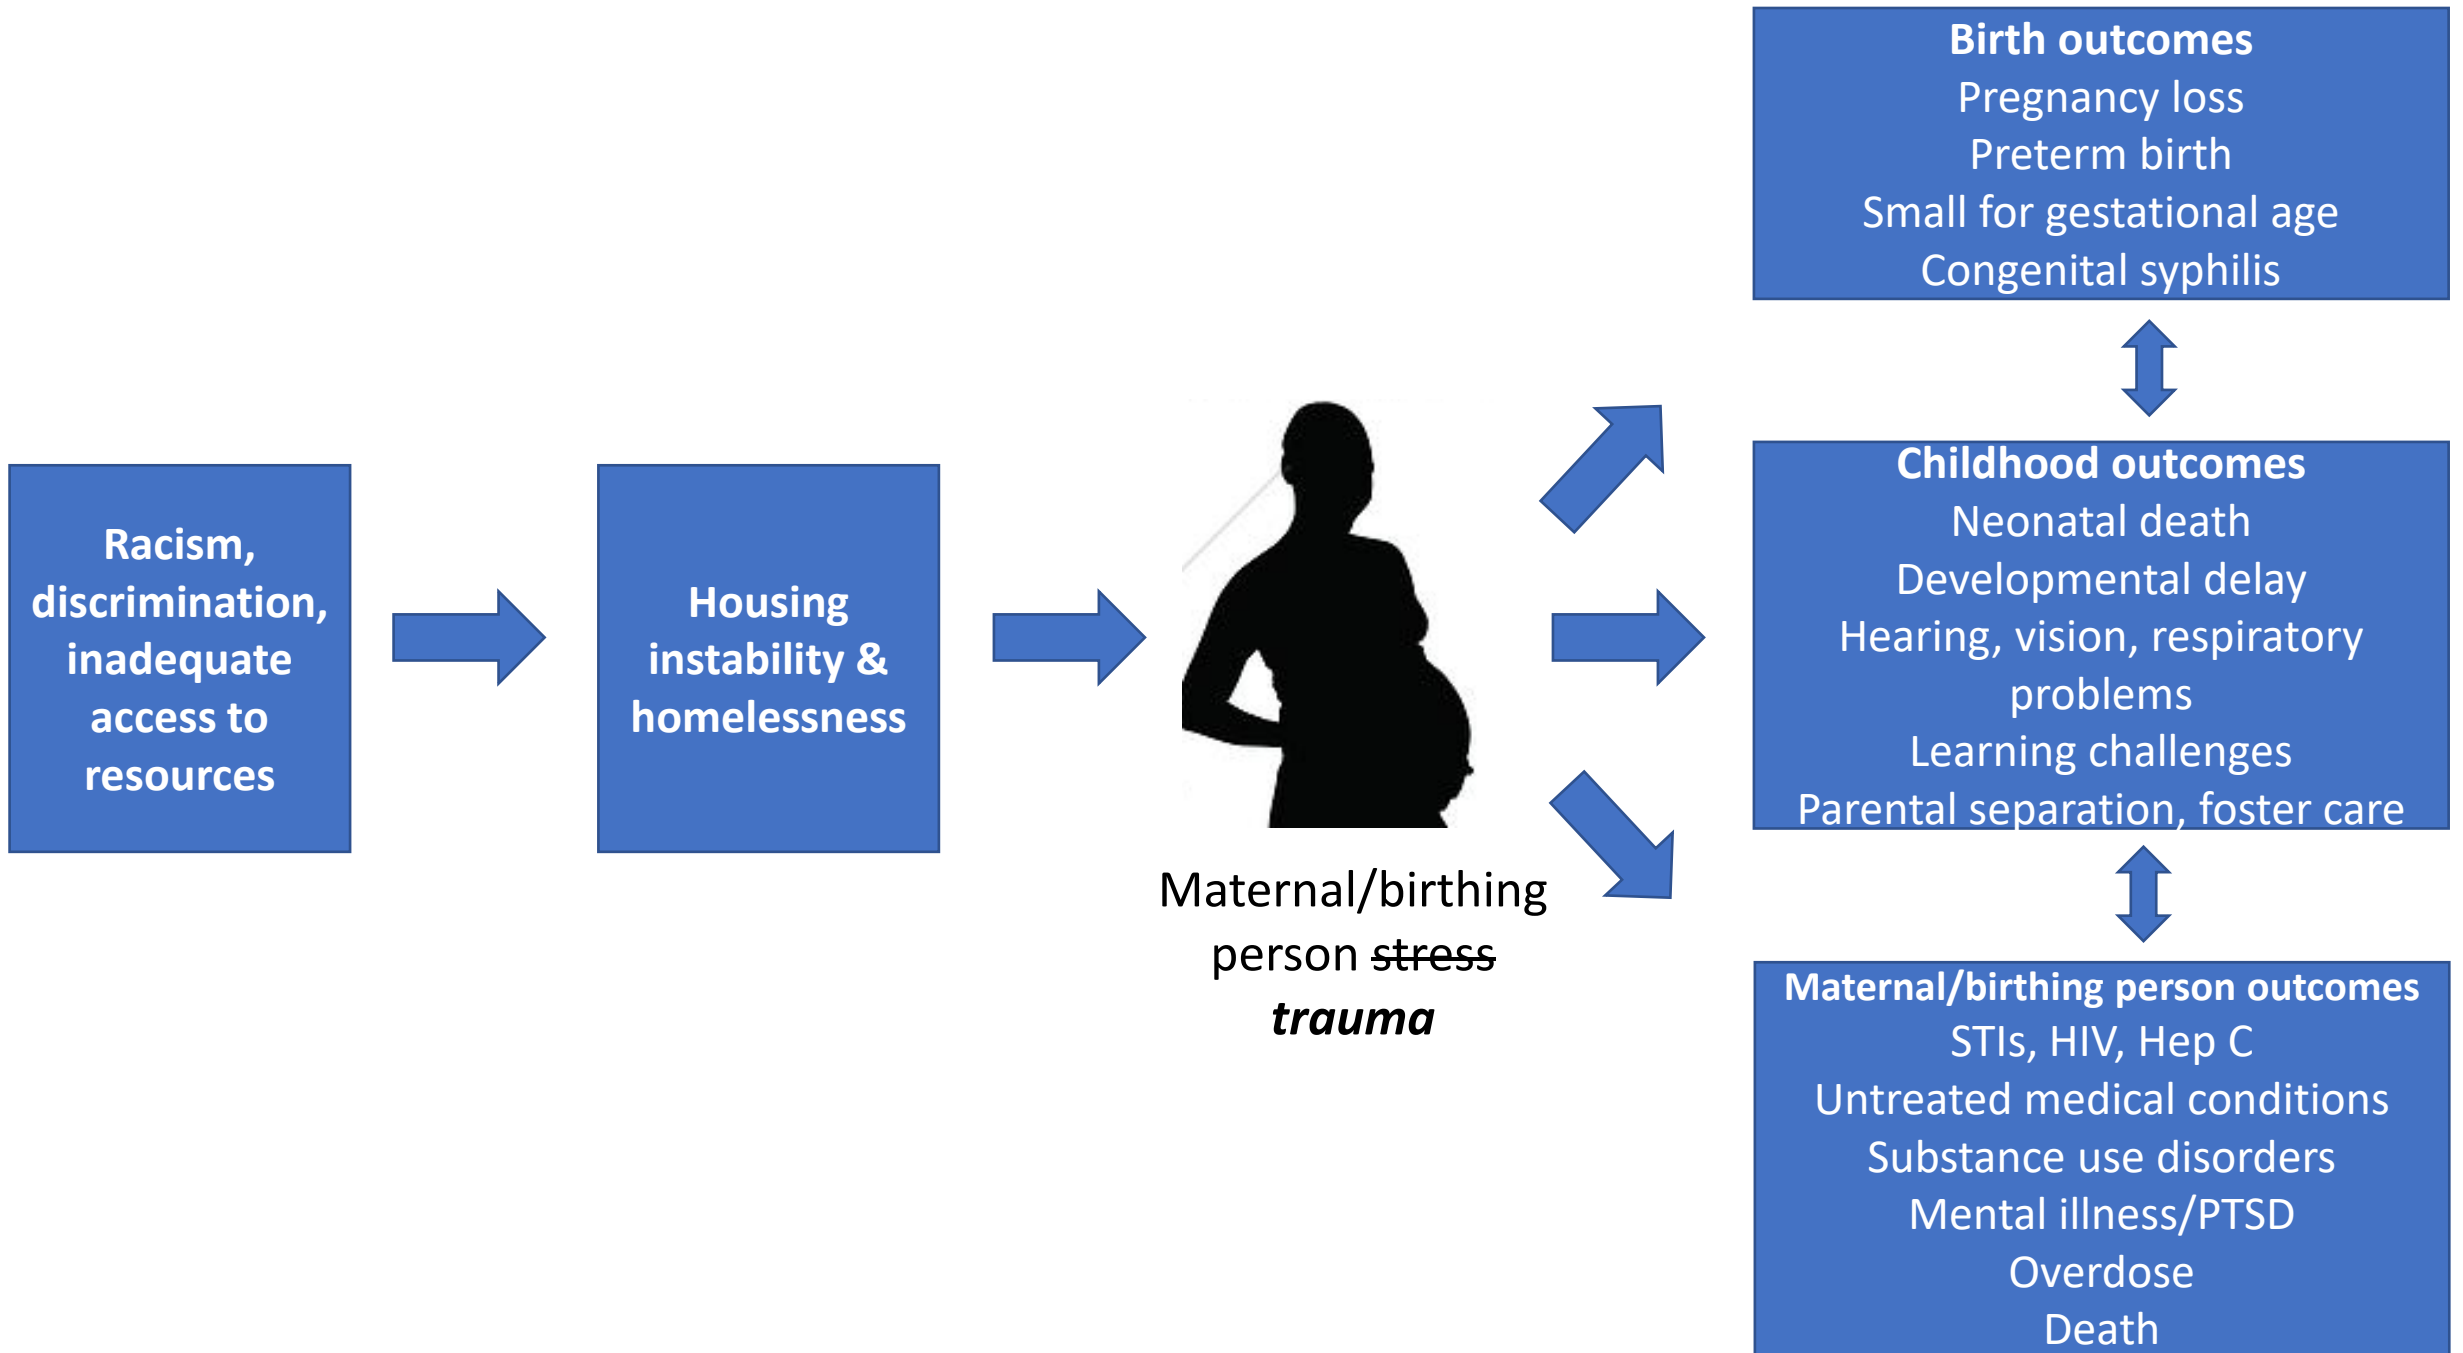 Racism,
discrimination,
inadequate
access to
resources
Housing
instability &
homelessness
Maternal/birthing
person stress
trauma
Birth outcomes
Pregnancy loss
Preterm birth
Small for gestational age
Congenital syphilis
Childhood outcomes
Neonatal death
Developmental delay
Hearing, vision, respiratory
problems
Learning challenges
Parental separation, foster care
Maternal/birthing person outcomes
STIs, HIV, Hep C
Untreated medical conditions
Substance use disorders
Mental illness/PTSD
Overdose
Death